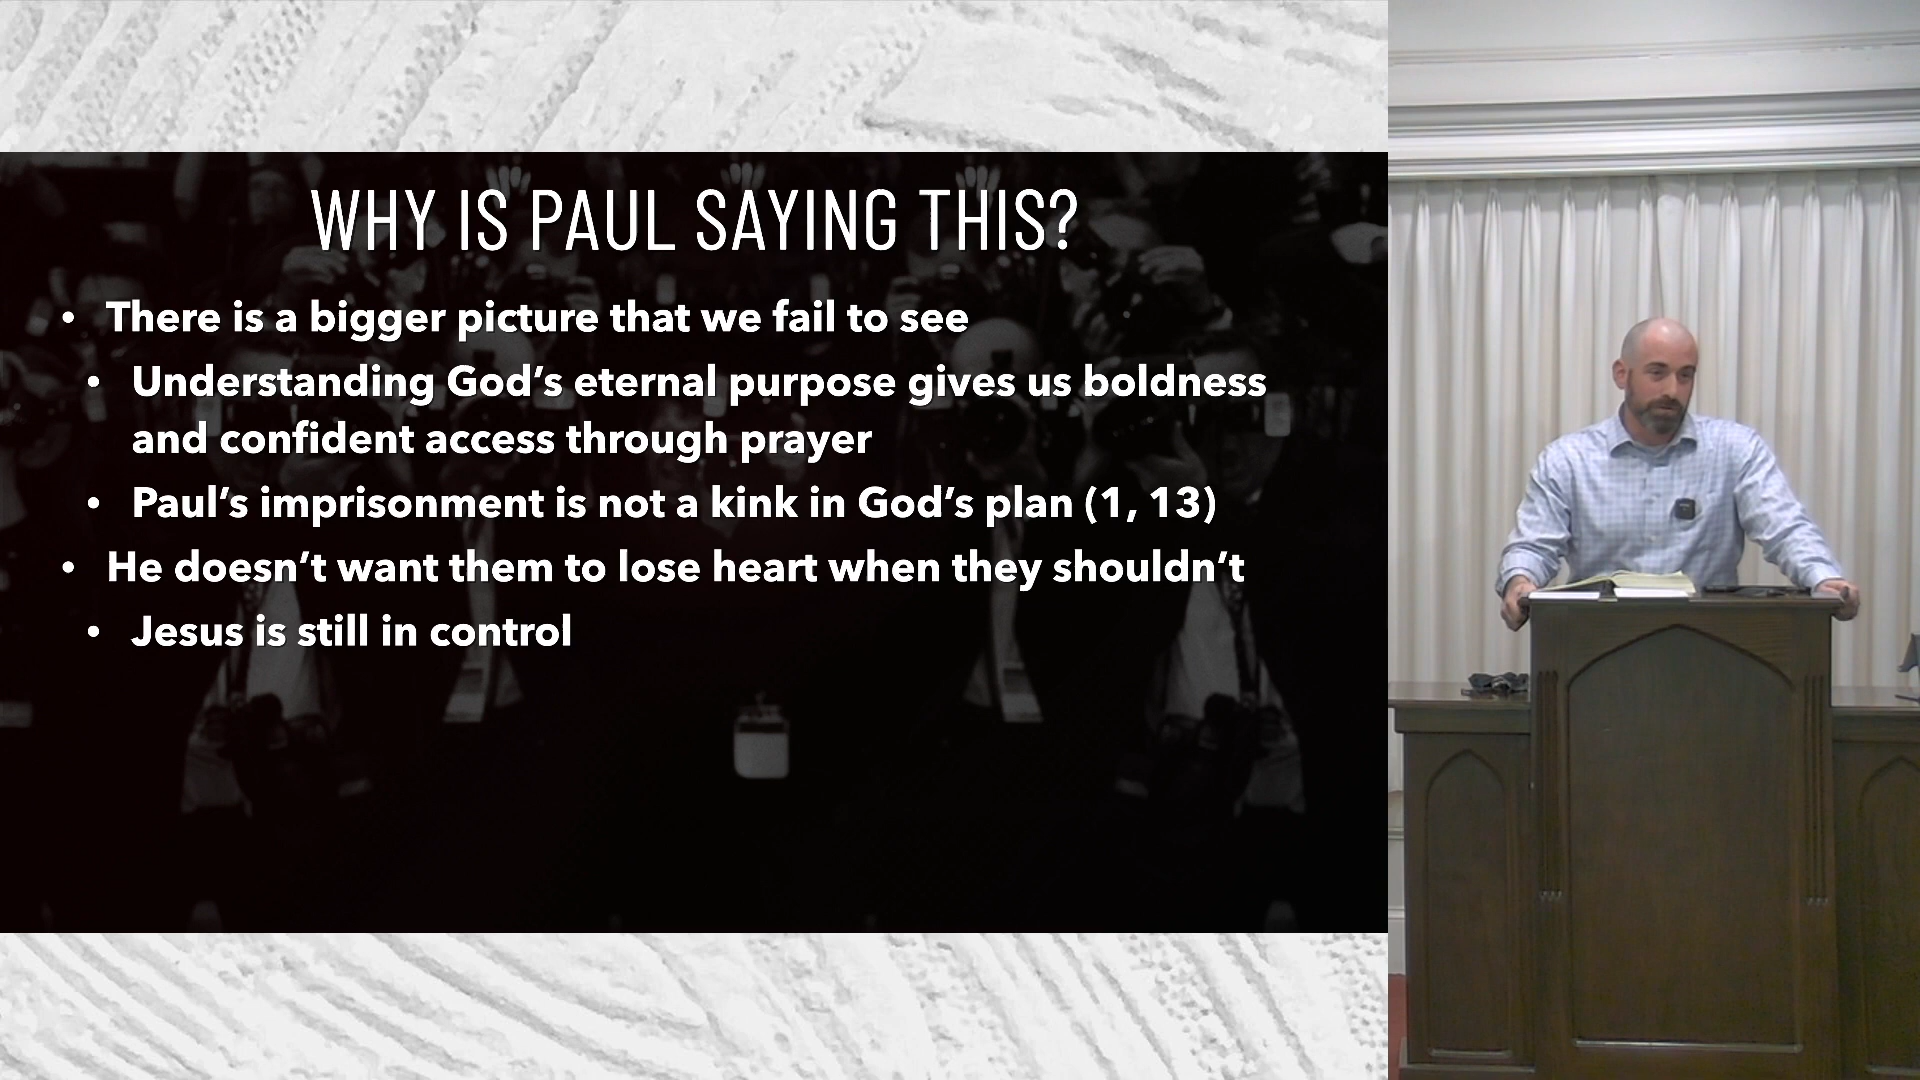 WHY IS PAUL SAYING THIS?
• There is a bigger picture that we fail to see
• Understanding God’s eternal purpose gives us boldness
and confident access through prayer
• Paul’s imprisonment is not a kink in God’s plan (1, 13)
• He doesn’t want them to lose heart when they shouldn’t
• Jesus is still in control